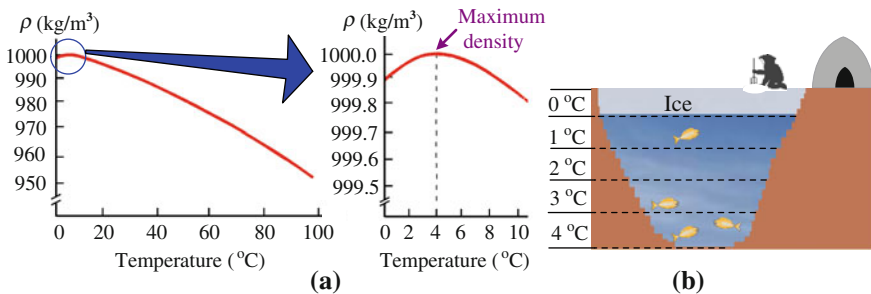 ρ (kg/m³)
1000
990
980
970
960
950
0 20 40 60 80 100
Temperature (°C)
ρ (kg/m³)
Maximum
density
1000.0
999.9
999.8
999.7
999.6
999.5
0 2 4 6 8 10
Temperature (°C)
(a)
0 °C
Ice
1 °C
2 °C
3 °C
4 °C
(b)